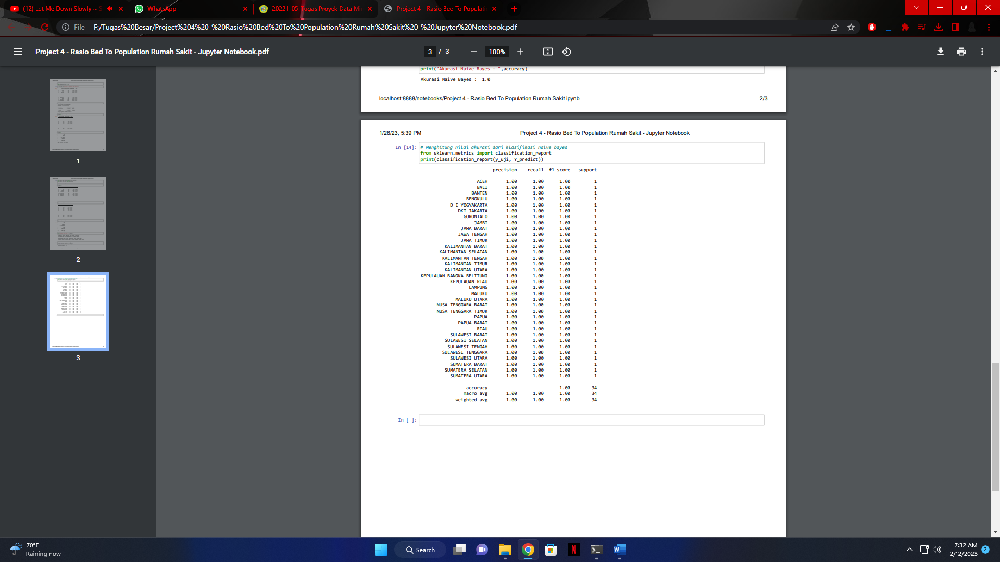 (12) Let Me Down Slowly ~ S
WhatsApp
20221-05-Tugas Proyek Data Mi
Project 4 - Rasio Bed To Populati
File
F:/Tugas%20Besar/Project%204%20-%20Rasio%20Bed%20To%20Population%20Rumah%20Sakit%20-%20Jupyter%20Notebook.pdf
Project 4 - Rasio Bed To Population Rumah Sakit - Jupyter Notebook.pdf
3 / 3
100%
1
2
3
print("Akurasi Naive Bayes : ",accuracy)
Akurasi Naive Bayes :  1.0
localhost:8888/notebooks/Project 4 - Rasio Bed To Population Rumah Sakit.ipynb 2/3
1/26/23, 5:39 PM Project 4 - Rasio Bed To Population Rumah Sakit - Jupyter Notebook
In [14]: # Menghitung nilai akurasi dari klasifikasi naive bayes
from sklearn.metrics import classification_report
print(classification_report(y_uji, Y_predict))
precision recall f1-score support
ACEH 1.00 1.00 1.00 1
BALI 1.00 1.00 1.00 1
BANTEN 1.00 1.00 1.00 1
BENGKULU 1.00 1.00 1.00 1
D I YOGYAKARTA 1.00 1.00 1.00 1
DKI JAKARTA 1.00 1.00 1.00 1
GORONTALO 1.00 1.00 1.00 1
JAMBI 1.00 1.00 1.00 1
JAWA BARAT 1.00 1.00 1.00 1
JAWA TENGAH 1.00 1.00 1.00 1
JAWA TIMUR 1.00 1.00 1.00 1
KALIMANTAN BARAT 1.00 1.00 1.00 1
KALIMANTAN SELATAN 1.00 1.00 1.00 1
KALIMANTAN TENGAH 1.00 1.00 1.00 1
KALIMANTAN TIMUR 1.00 1.00 1.00 1
KALIMANTAN UTARA 1.00 1.00 1.00 1
KEPULAUAN BANGKA BELITUNG 1.00 1.00 1.00 1
KEPULAUAN RIAU 1.00 1.00 1.00 1
LAMPUNG 1.00 1.00 1.00 1
MALUKU 1.00 1.00 1.00 1
MALUKU UTARA 1.00 1.00 1.00 1
NUSA TENGGARA BARAT 1.00 1.00 1.00 1
NUSA TENGGARA TIMUR 1.00 1.00 1.00 1
PAPUA 1.00 1.00 1.00 1
PAPUA BARAT 1.00 1.00 1.00 1
RIAU 1.00 1.00 1.00 1
SULAWESI BARAT 1.00 1.00 1.00 1
SULAWESI SELATAN 1.00 1.00 1.00 1
SULAWESI TENGAH 1.00 1.00 1.00 1
SULAWESI TENGGARA 1.00 1.00 1.00 1
SULAWESI UTARA 1.00 1.00 1.00 1
SUMATERA BARAT 1.00 1.00 1.00 1
SUMATERA SELATAN 1.00 1.00 1.00 1
SUMATERA UTARA 1.00 1.00 1.00 1
accuracy 1.00 34
macro avg 1.00 1.00 1.00 34
weighted avg 1.00 1.00 1.00 34
In [ ]:
70°F
Raining now
Search
7:32 AM
2/12/2023
2